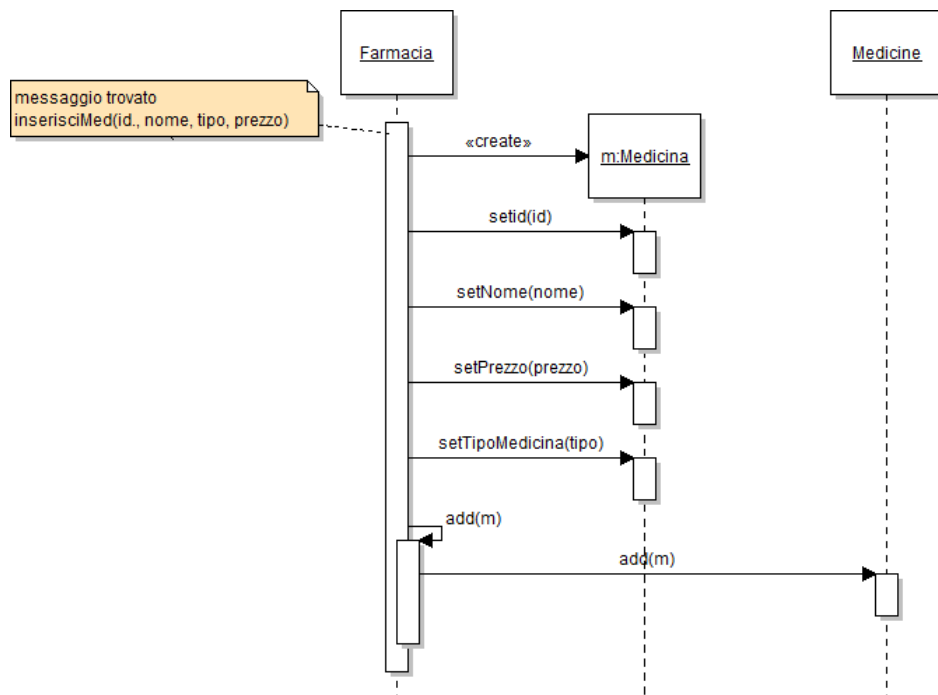 Farmacia
Medicine
messaggio trovato
inserisciMed(id., nome, tipo, prezzo)
«create»
m:Medicina
setid(id)
setNome(nome)
setPrezzo(prezzo)
setTipoMedicina(tipo)
add(m)
add(m)